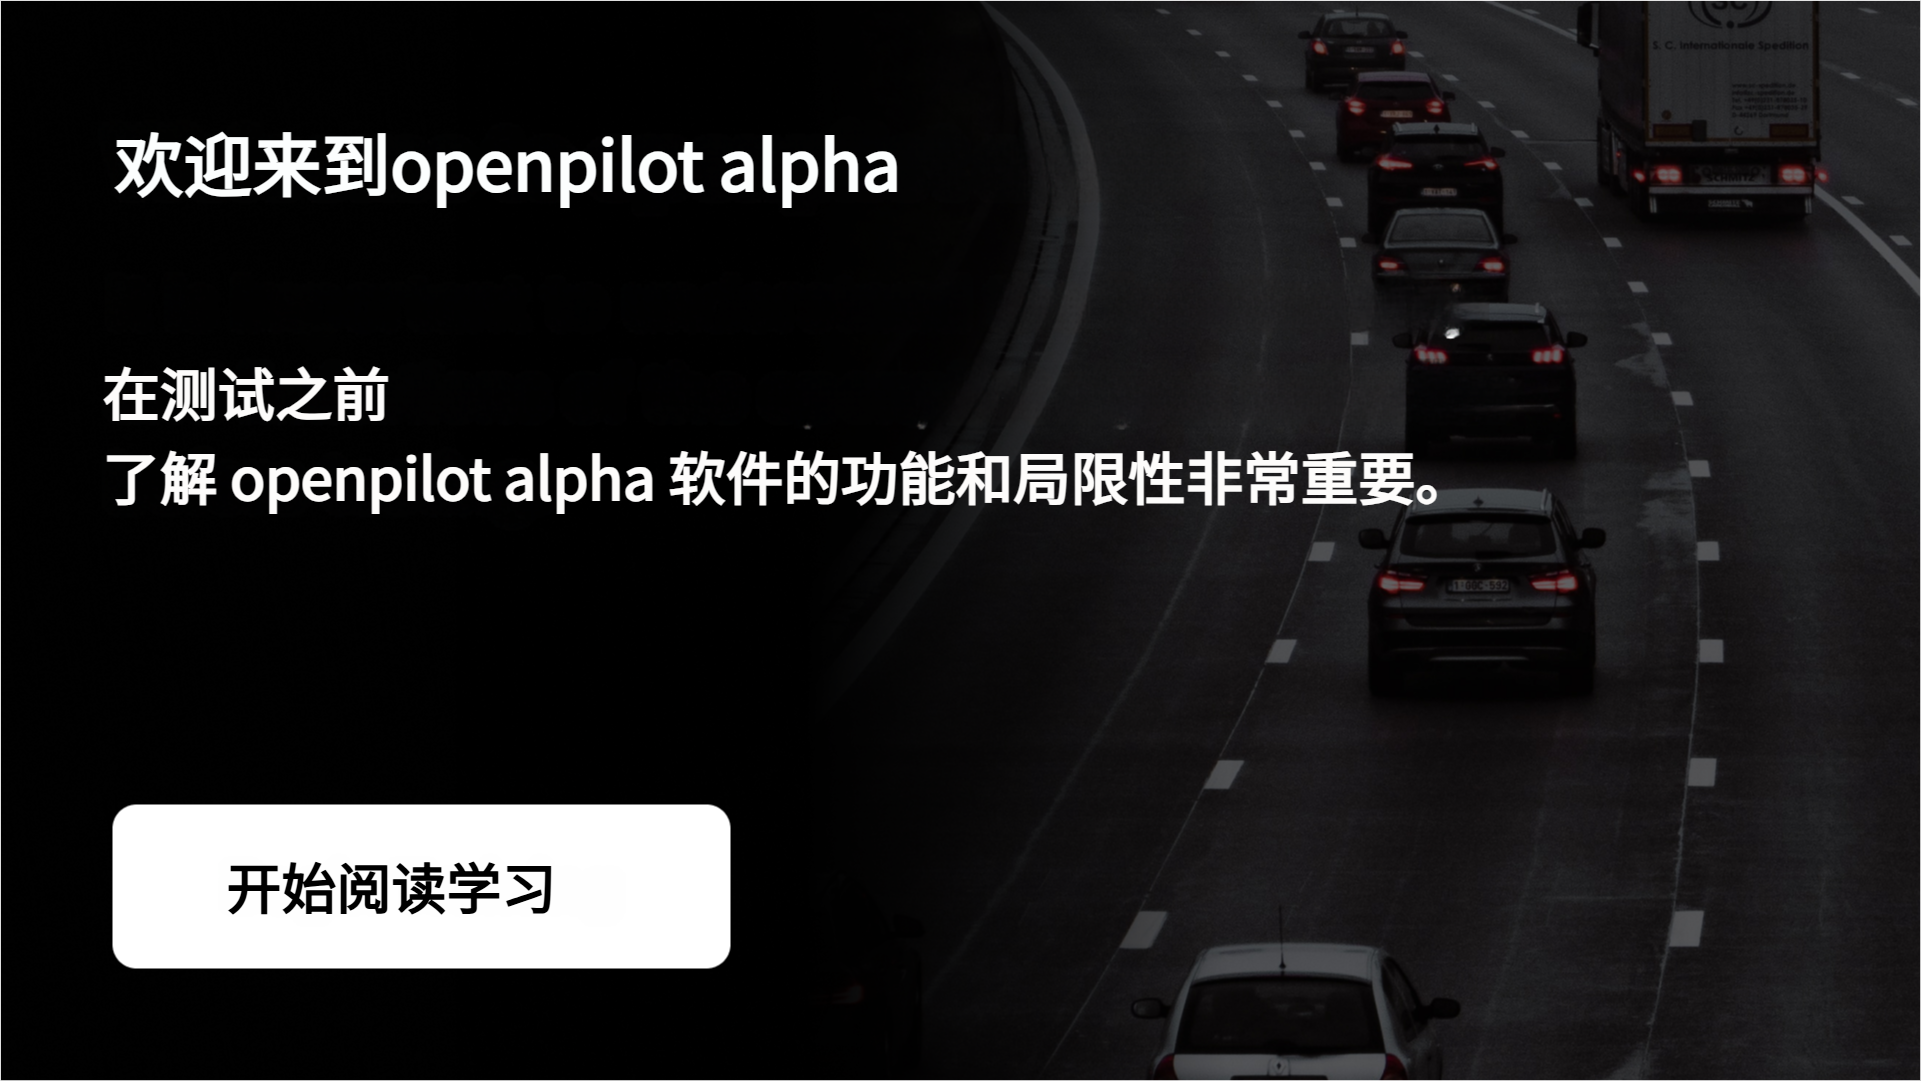 欢迎来到openpilot alpha
在测试之前
了解 openpilot alpha 软件的功能和局限性非常重要。
开始阅读学习
S. C. Internationale Spedition